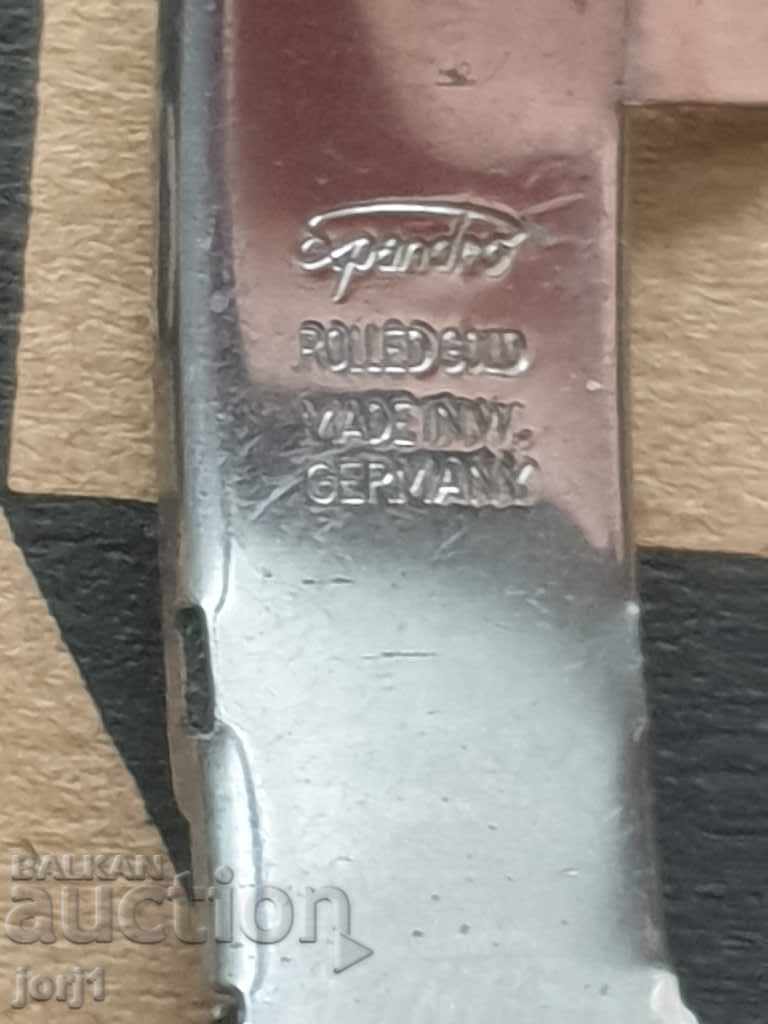 Expandro
ROLLED GOLD
MADE IN W.
GERMANY
BALKAN
auction
jorj1